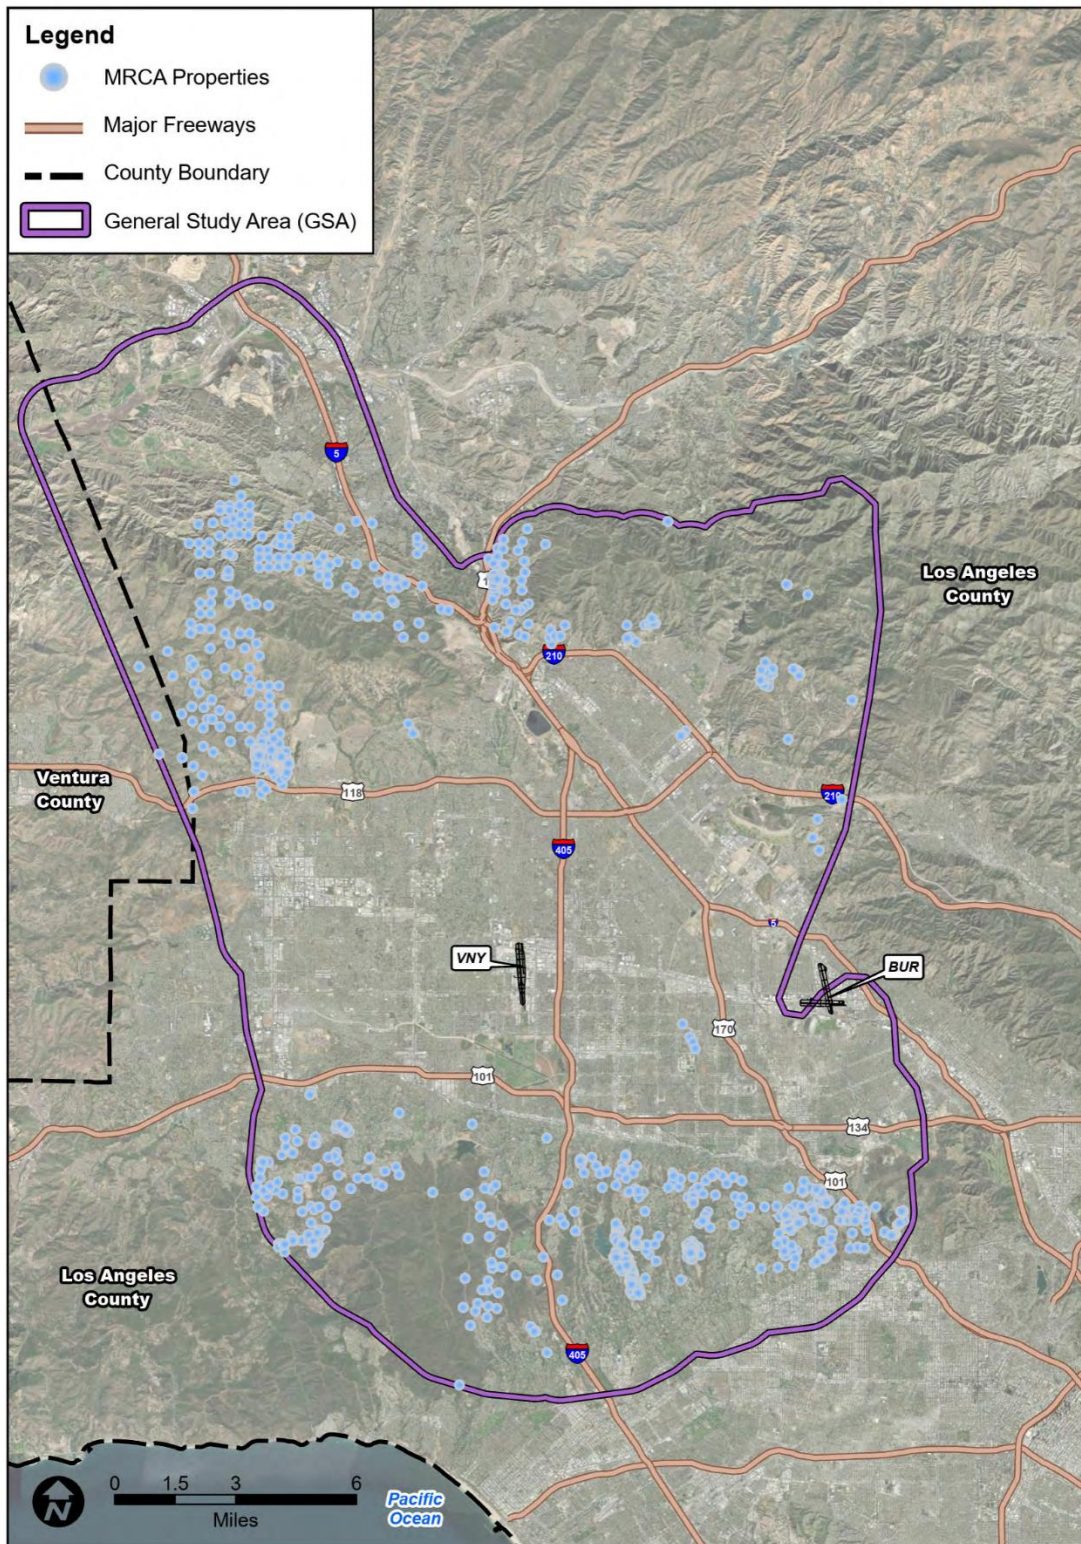 Legend
MRCA Properties
Major Freeways
County Boundary
General Study Area (GSA)
5
Los Angeles
County
210
Ventura
County
118
210
405
5
VNY
BUR
170
101
134
101
Los Angeles
County
405
0 1.5 3 6
Miles
N
Pacific
Ocean